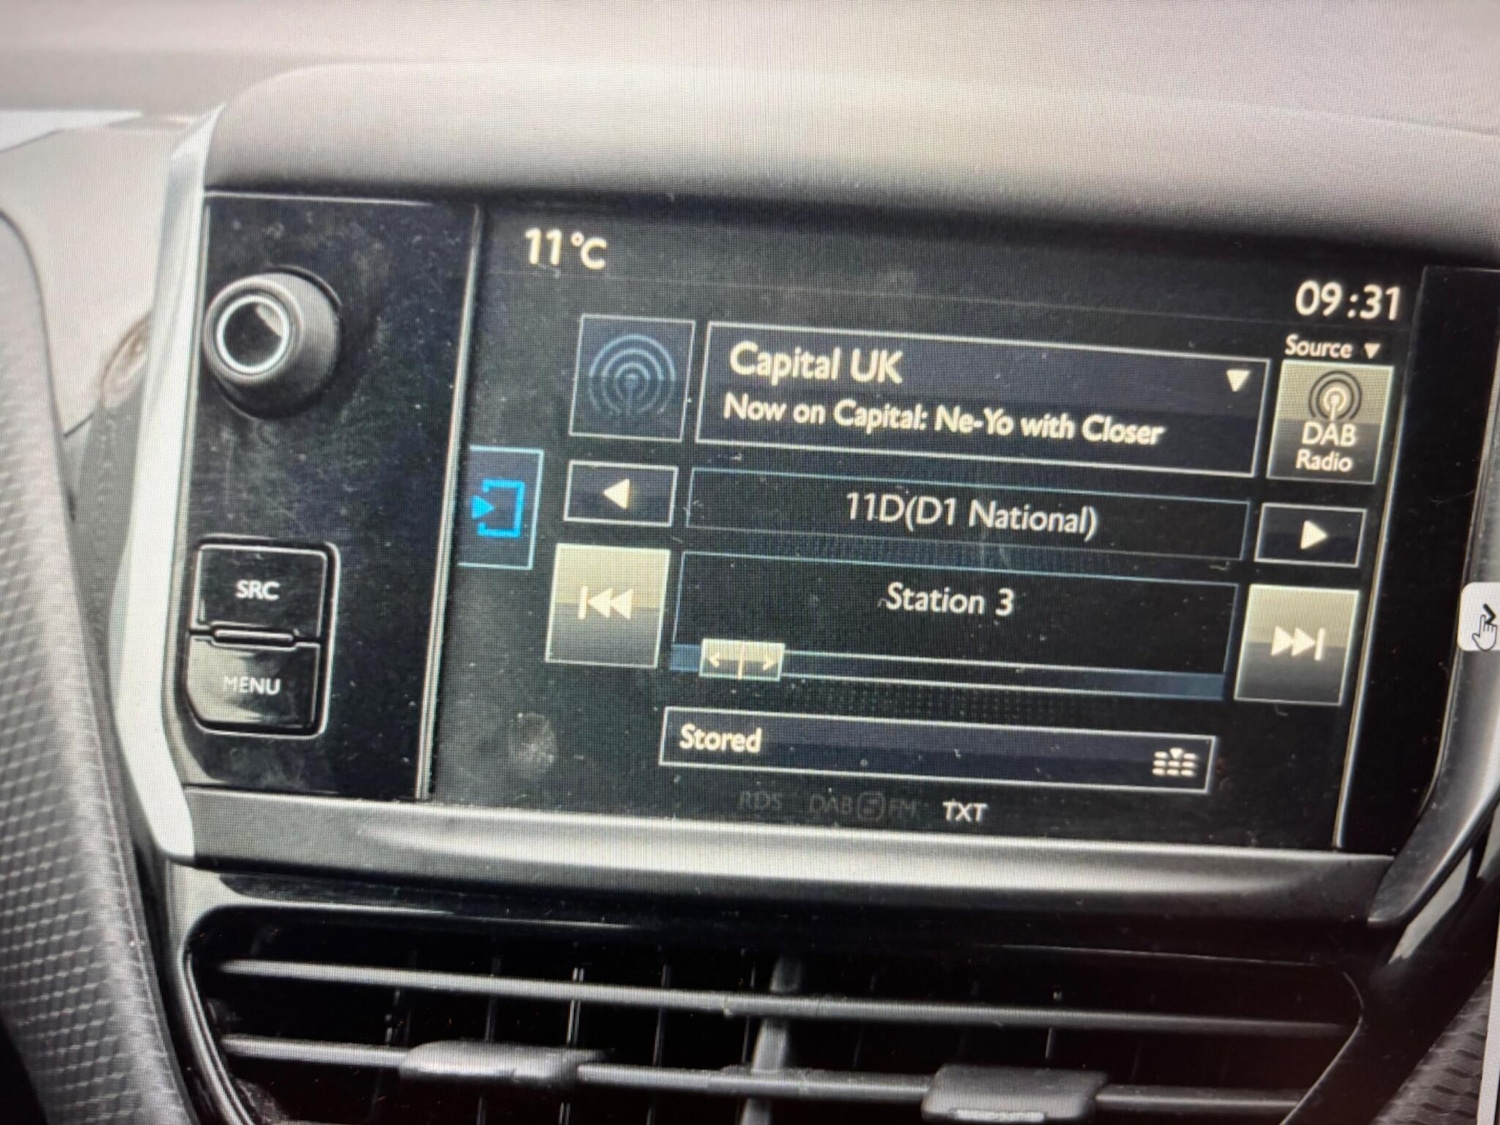 11°C
09:31
Source
Capital UK
Now on Capital: Ne-Yo with Closer
DAB
Radio
11D(D1 National)
SRC
Station 3
MENU
Stored
RDS DAB FM TXT